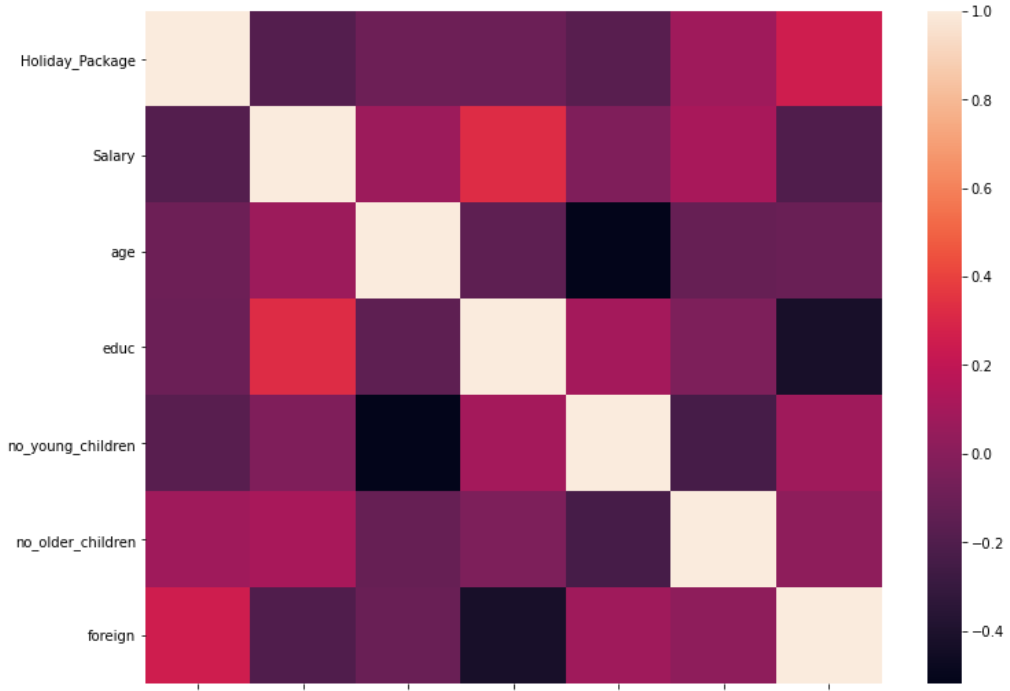 Holiday_Package
Salary
age
educ
no_young_children
no_older_children
foreign
1.0
0.8
0.6
0.4
0.2
0.0
−0.2
−0.4